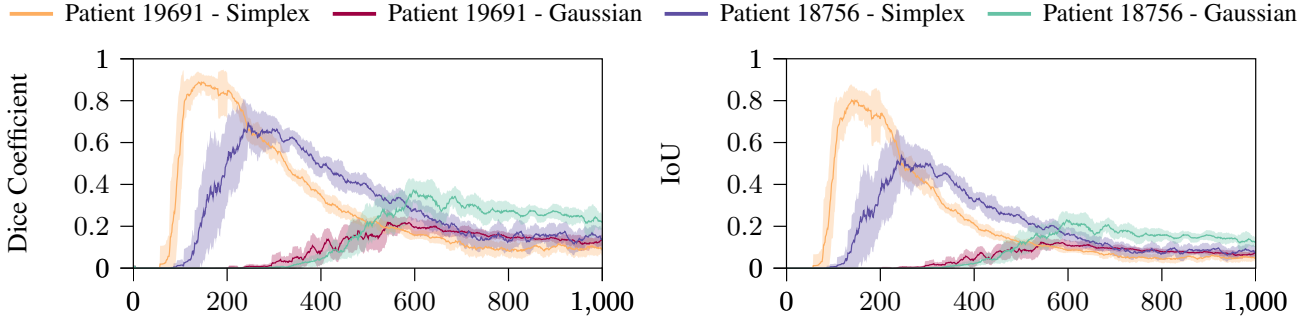 Patient 19691 - Simplex Patient 19691 - Gaussian Patient 18756 - Simplex Patient 18756 - Gaussian
Dice Coefficient
1
0.8
0.6
0.4
0.2
0
0 200 400 600 800 1,000
IoU
1
0.8
0.6
0.4
0.2
0
0 200 400 600 800 1,000